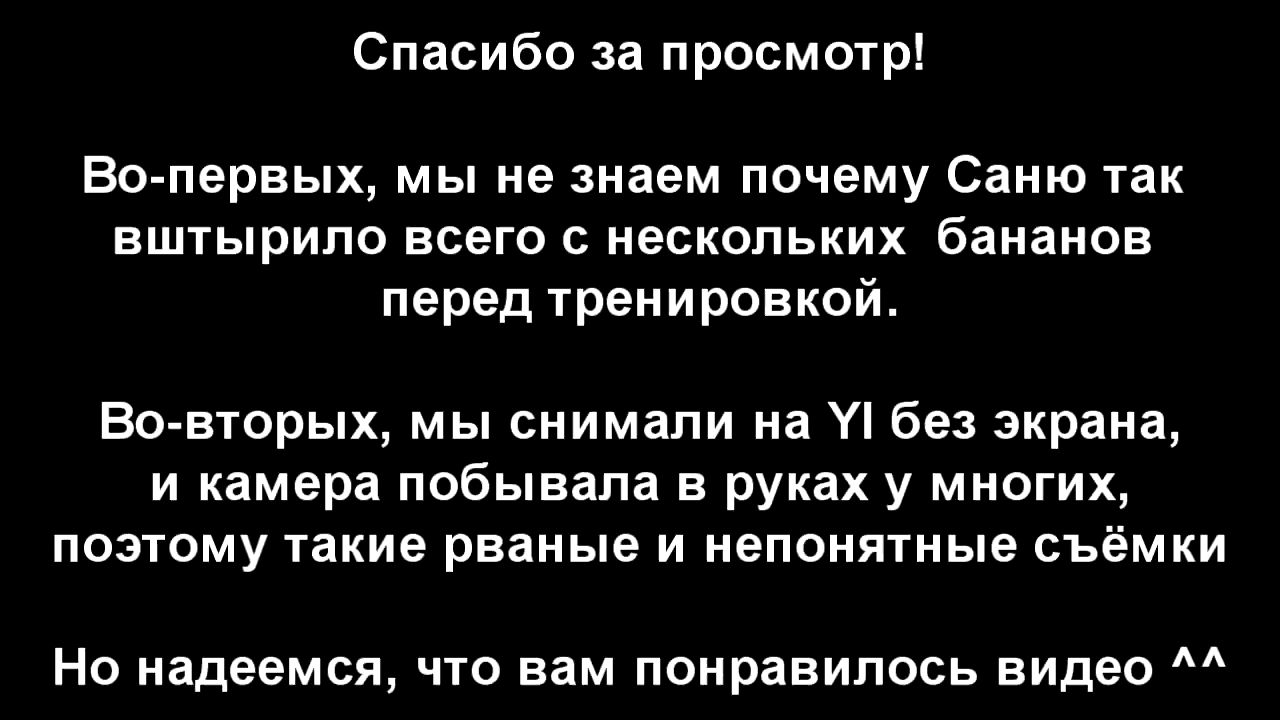 Спасибо за просмотр!
Во-первых, мы не знаем почему Саню так
вштырило всего с нескольких бананов
перед тренировкой.
Во-вторых, мы снимали на YI без экрана,
и камера побывала в руках у многих,
поэтому такие рваные и непонятные съёмки
Но надеемся, что вам понравилось видео ^^